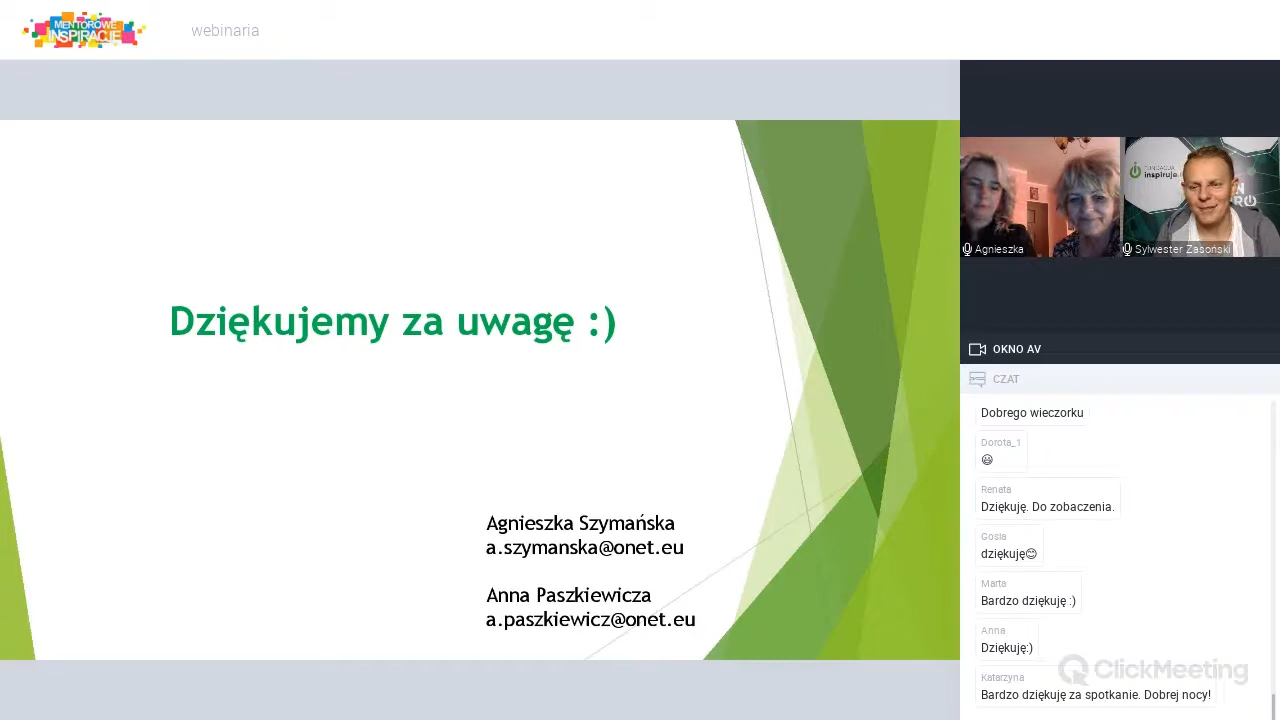 MENTOROWE
INSPIRACJE
webinaria
Dziękujemy za uwagę :)
Agnieszka Szymańska
a.szymanska@onet.eu
Anna Paszkiewicza
a.paszkiewicz@onet.eu
FUNDACJA
inspiruje
Agnieszka
Sylwester Zasoński
OKNO AV
CZAT
Dobrego wieczorku
Dorota_1
😃
Renata
Dziękuję. Do zobaczenia.
Gosia
dziękuję😊
Marta
Bardzo dziękuję :)
Anna
Dziękuję:)
Katarzyna
Bardzo dziękuję za spotkanie. Dobrej nocy!
ClickMeeting